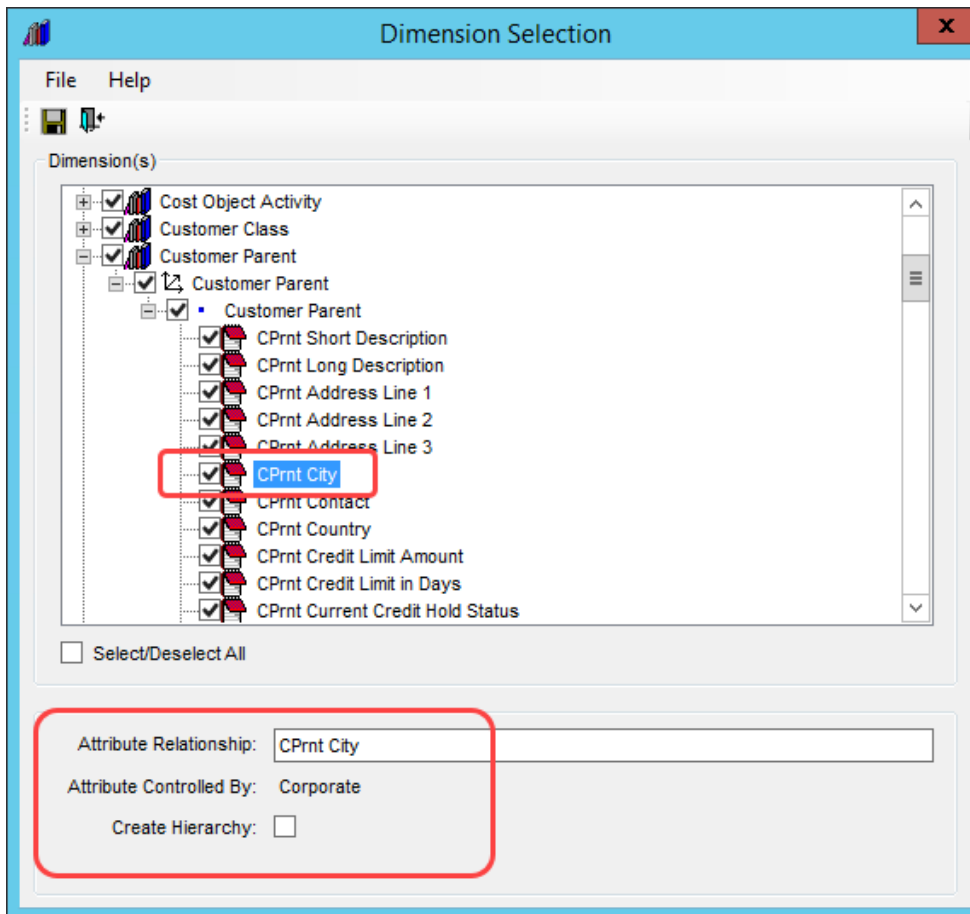 Dimension Selection
x
File Help
Dimension(s)
Cost Object Activity
Customer Class
Customer Parent
Customer Parent
Customer Parent
CPrnt Short Description
CPrnt Long Description
CPrnt Address Line 1
CPrnt Address Line 2
CPrnt Address Line 3
CPrnt City
CPrnt Contact
CPrnt Country
CPrnt Credit Limit Amount
CPrnt Credit Limit in Days
CPrnt Current Credit Hold Status
Select/Deselect All
Attribute Relationship: CPrnt City
Attribute Controlled By: Corporate
Create Hierarchy: